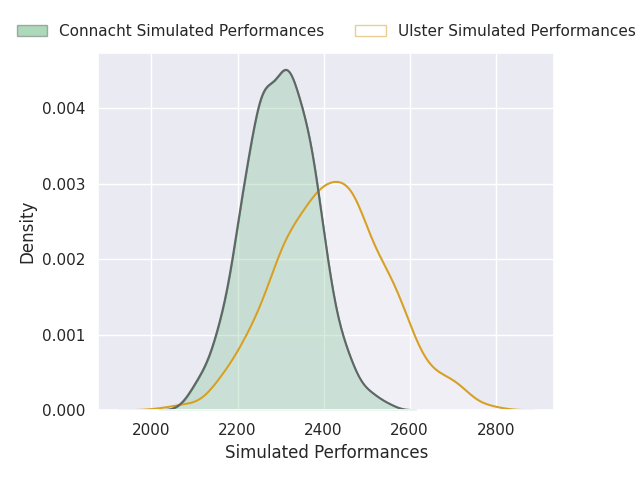 Connacht Simulated Performances
Ulster Simulated Performances
0.004
0.003
0.002
0.001
0.000
Density
2000
2200
2400
2600
2800
Simulated Performances